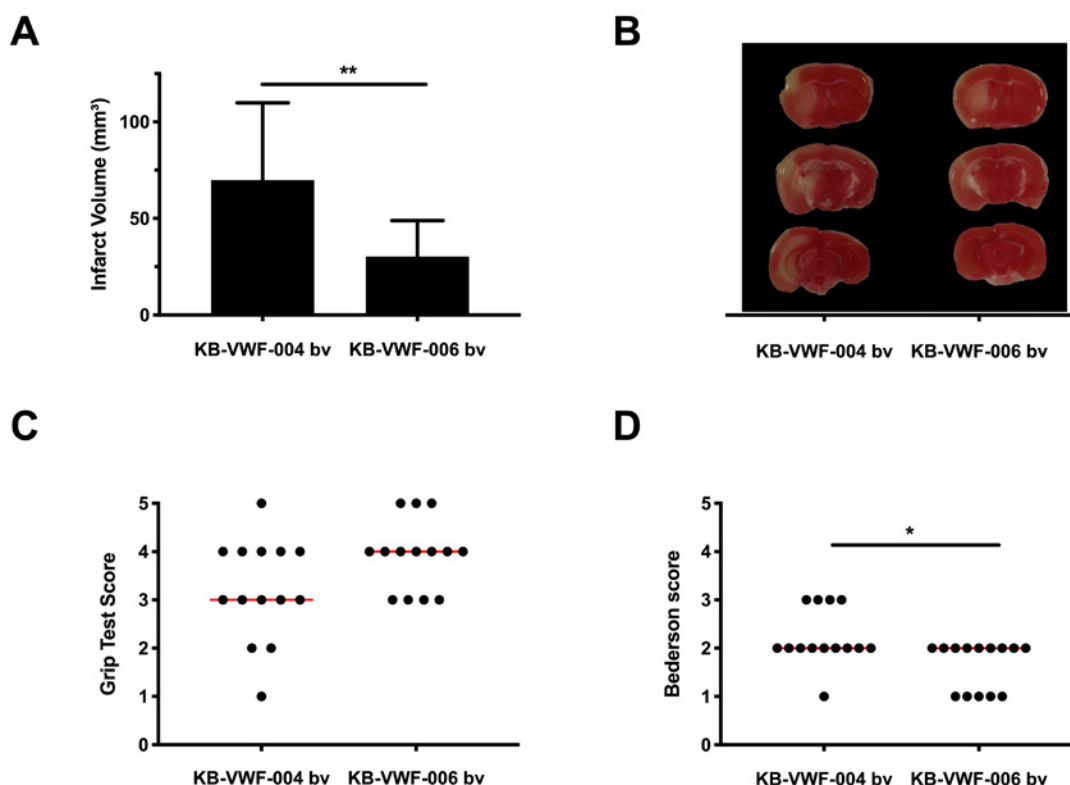 A
**
Infarct Volume (mm³)
100
50
0
KB-VWF-004 bv KB-VWF-006 bv
B
KB-VWF-004 bv KB-VWF-006 bv
C
Grip Test Score
5
4
3
2
1
0
KB-VWF-004 bv KB-VWF-006 bv
D
*
Bederson score
5
4
3
2
1
0
KB-VWF-004 bv KB-VWF-006 bv